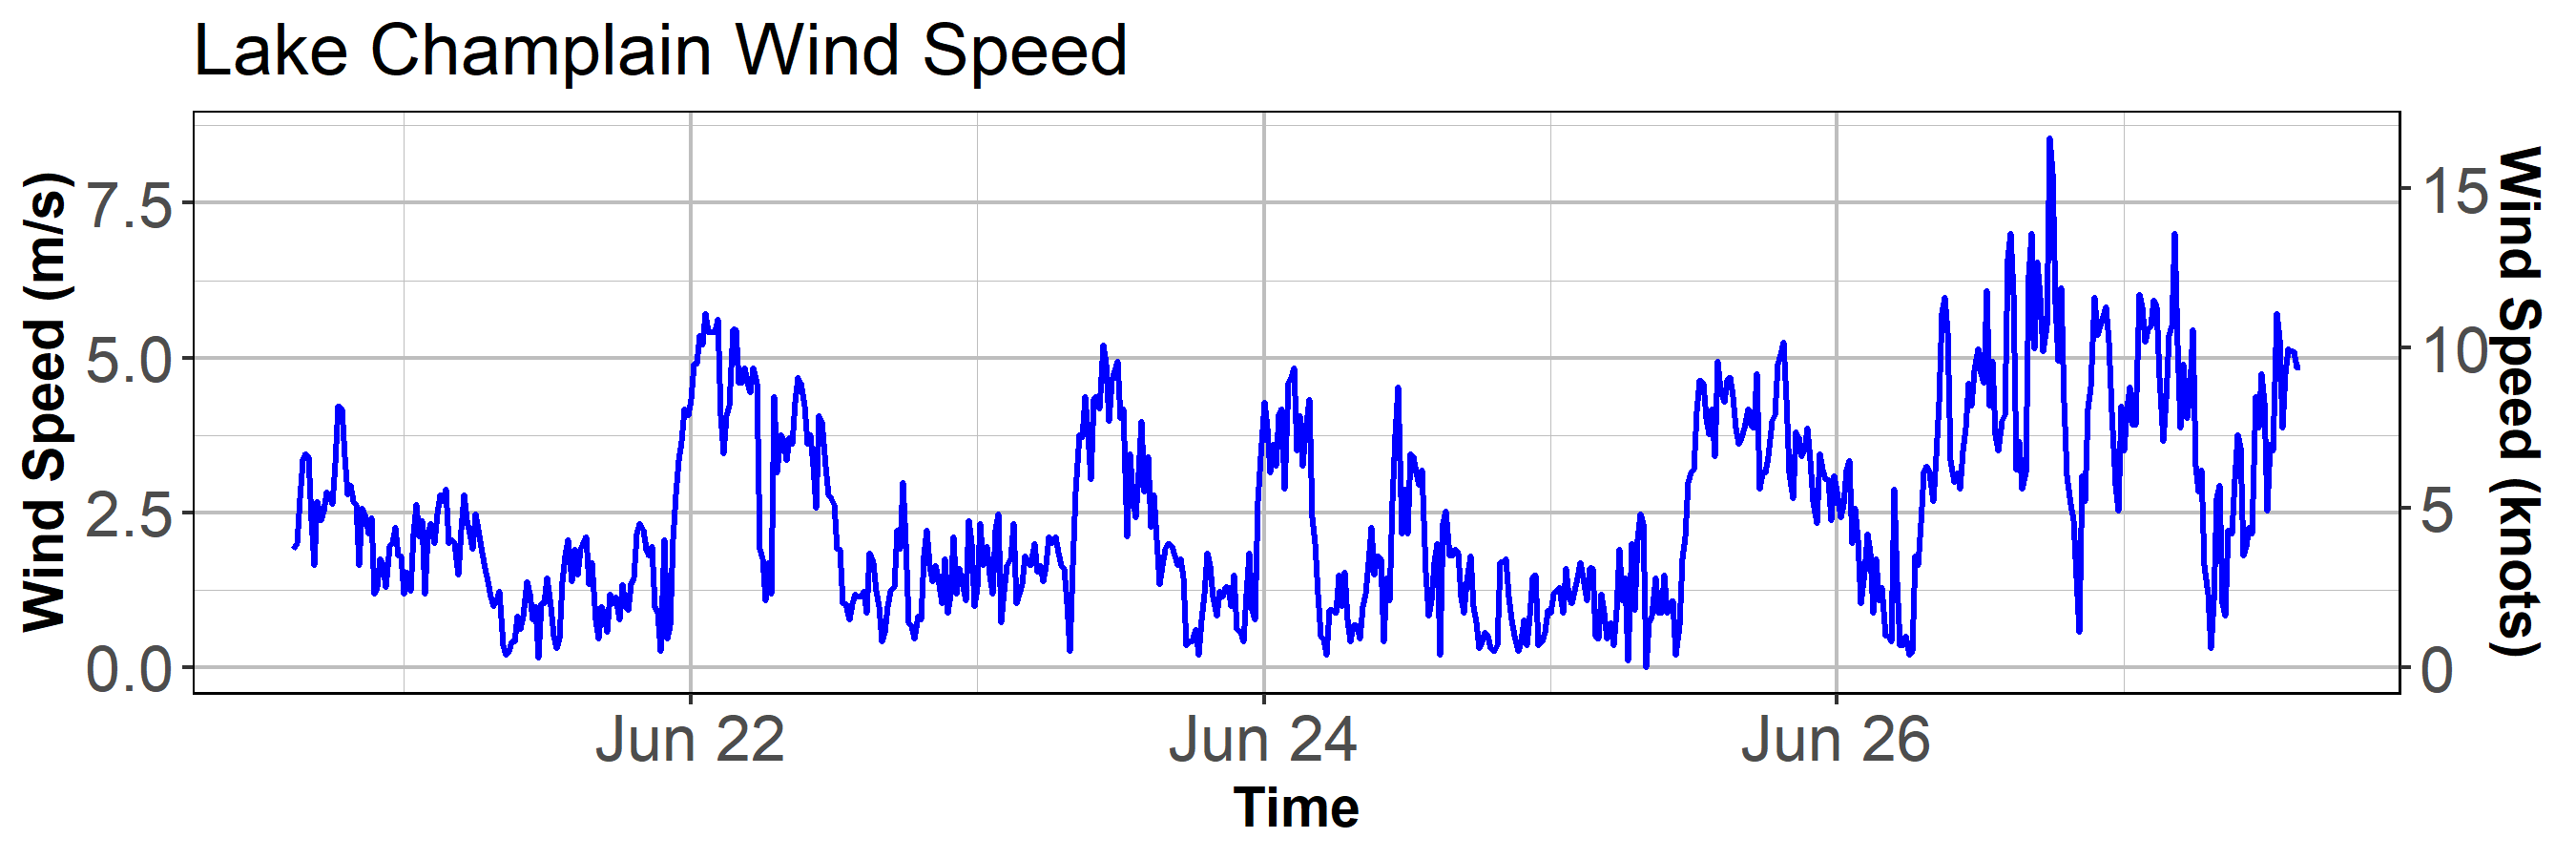 Lake Champlain Wind Speed
Wind Speed (m/s)
7.5
5.0
2.5
0.0
15
10
5
0
Wind Speed (knots)
Jun 22
Jun 24
Jun 26
Time